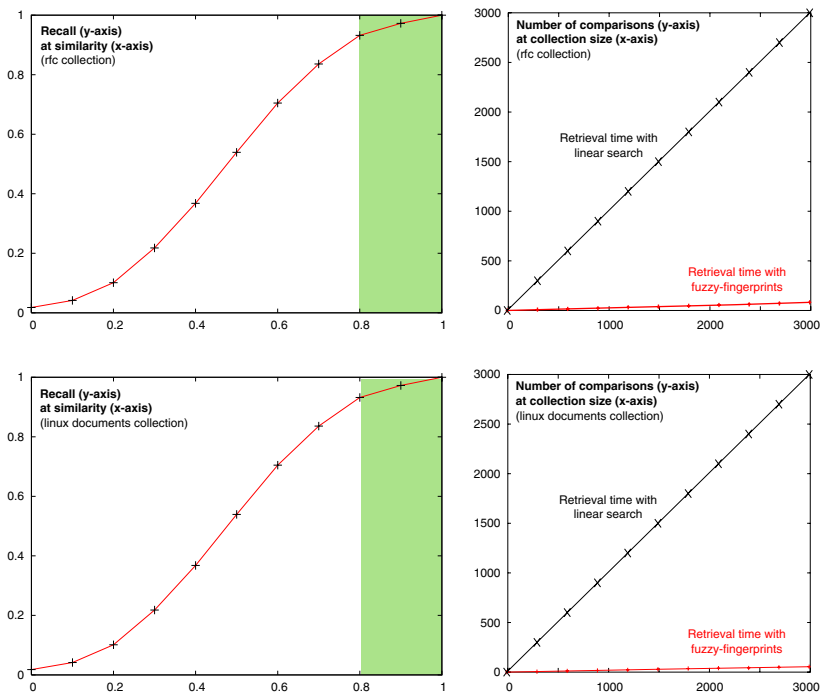 Recall (y-axis)
at similarity (x-axis)
(rfc collection)
1
0.8
0.6
0.4
0.2
0
0 0.2 0.4 0.6 0.8 1
Number of comparisons (y-axis)
at collection size (x-axis)
(rfc collection)
3000
2500
2000
1500
1000
500
0
Retrieval time with
linear search
Retrieval time with
fuzzy-fingerprints
0 1000 2000 3000
Recall (y-axis)
at similarity (x-axis)
(linux documents collection)
1
0.8
0.6
0.4
0.2
0
0 0.2 0.4 0.6 0.8 1
Number of comparisons (y-axis)
at collection size (x-axis)
(linux documents collection)
3000
2500
2000
1500
1000
500
0
Retrieval time with
linear search
Retrieval time with
fuzzy-fingerprints
0 1000 2000 3000